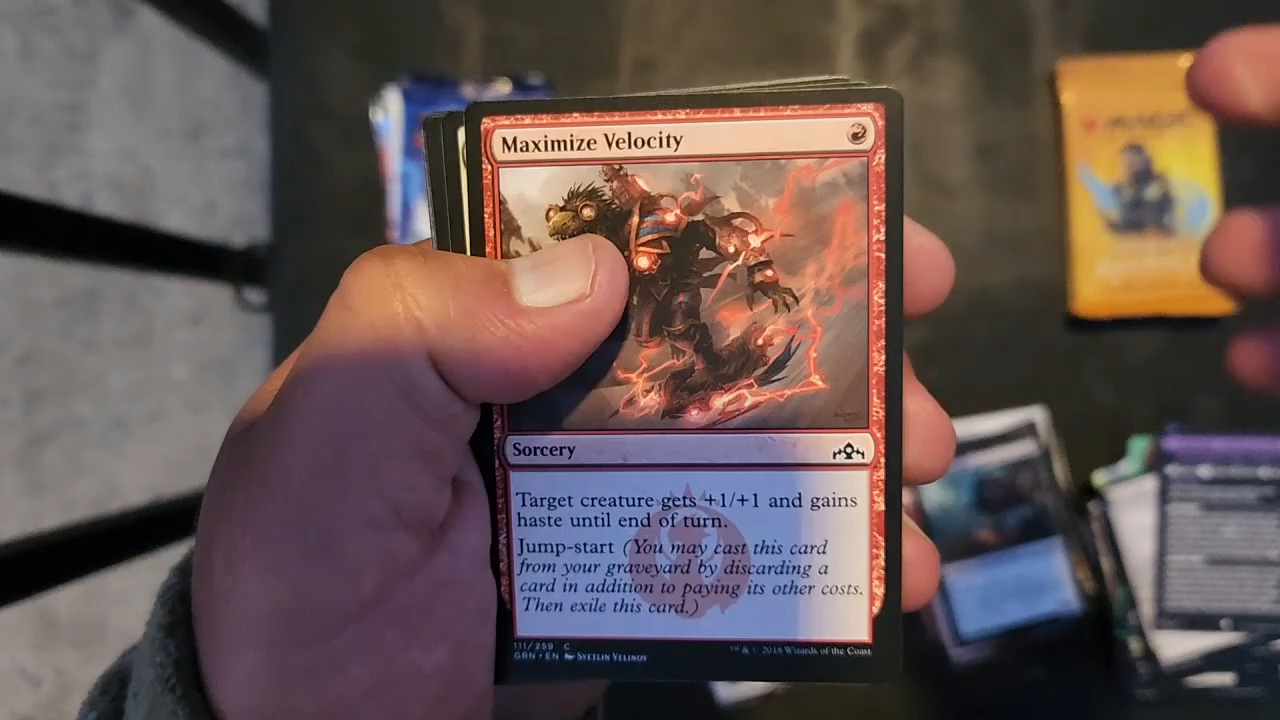 Maximize Velocity
MAGIC
Sorcery
Target creature gets +1/+1 and gains
haste until end of turn.
Jump-start (You may cast this card
from your graveyard by discarding a
card in addition to paying its other costs.
Then exile this card.)
111/259 C
GRN • EN SVETLIN VELINOV
™ & © 2018 Wizards of the Coast